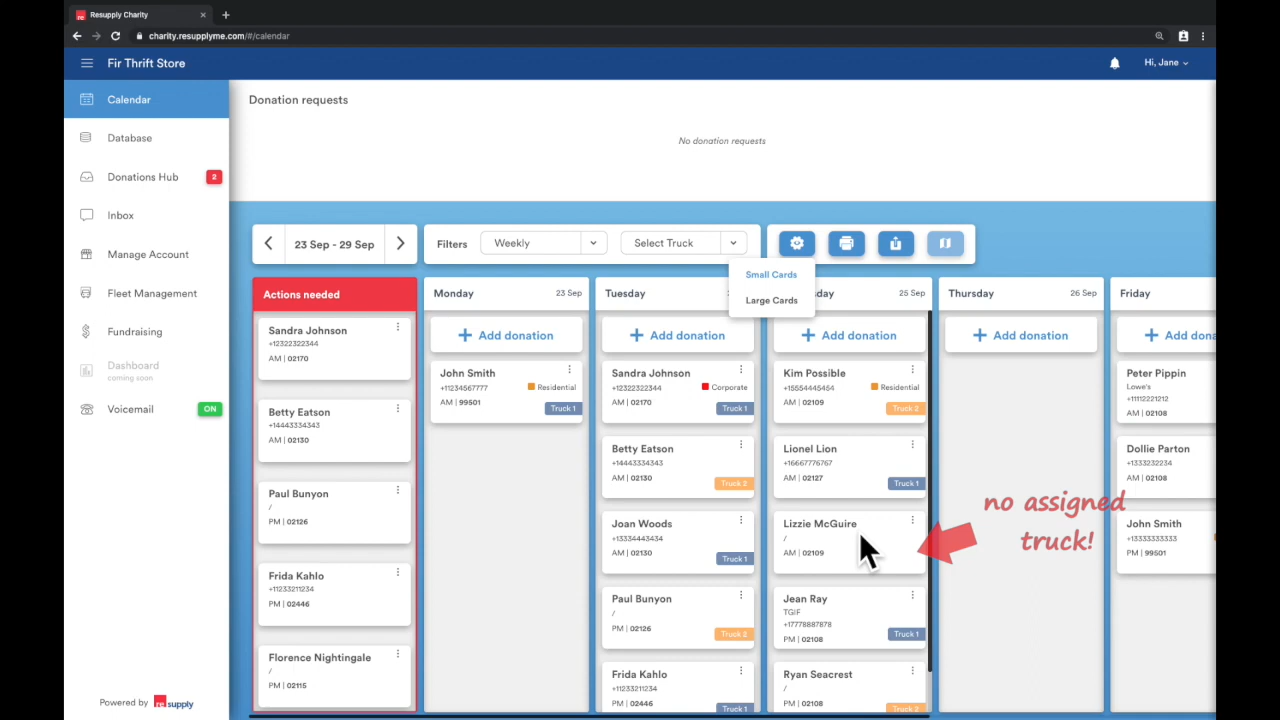 re Resupply Charity
charity.resupplyme.com/#/calendar
Fir Thrift Store
Hi, Jane
Calendar
Database
Donations Hub
2
Inbox
Manage Account
Fleet Management
Fundraising
Dashboard
coming soon
Voicemail
ON
Powered by re supply
Donation requests
No donation requests
23 Sep - 29 Sep
Filters
Weekly
Select Truck
Small Cards
Large Cards
Actions needed
Sandra Johnson
+12322322344
AM | 02170
Betty Eatson
+14443334343
AM | 02130
Paul Bunyon
/
PM | 02126
Frida Kahlo
+11233211234
PM | 02446
Florence Nightingale
/
PM | 02115
Monday 23 Sep
+ Add donation
John Smith
+11234567777 Residential
AM | 99501
Truck 1
Tuesday
+ Add donation
Sandra Johnson
+12322322344 Corporate
AM | 02170
Truck 1
Betty Eatson
+14443334343
AM | 02130
Truck 2
Joan Woods
+13334443434
AM | 02130
Truck 1
Paul Bunyon
/
PM | 02126
Truck 2
Frida Kahlo
+11233211234
PM | 02446
Truck 1
sday 25 Sep
+ Add donation
Kim Possible
+15554445454 Residential
AM | 02109
Truck 2
Lionel Lion
+16667776767
AM | 02127
Truck 1
Lizzie McGuire
/
AM | 02109
Jean Ray
TGIF
+17778887878
PM | 02108
Truck 1
Ryan Seacrest
/
PM | 02108
Truck 2
Thursday 26 Sep
+ Add donation
no assigned
truck!
Friday
+ Add dona
Peter Pippin
Lowe's
+11112221212
AM | 02108
Dollie Parton
+1333232234
AM | 02108
John Smith
+13333333333
PM | 99501